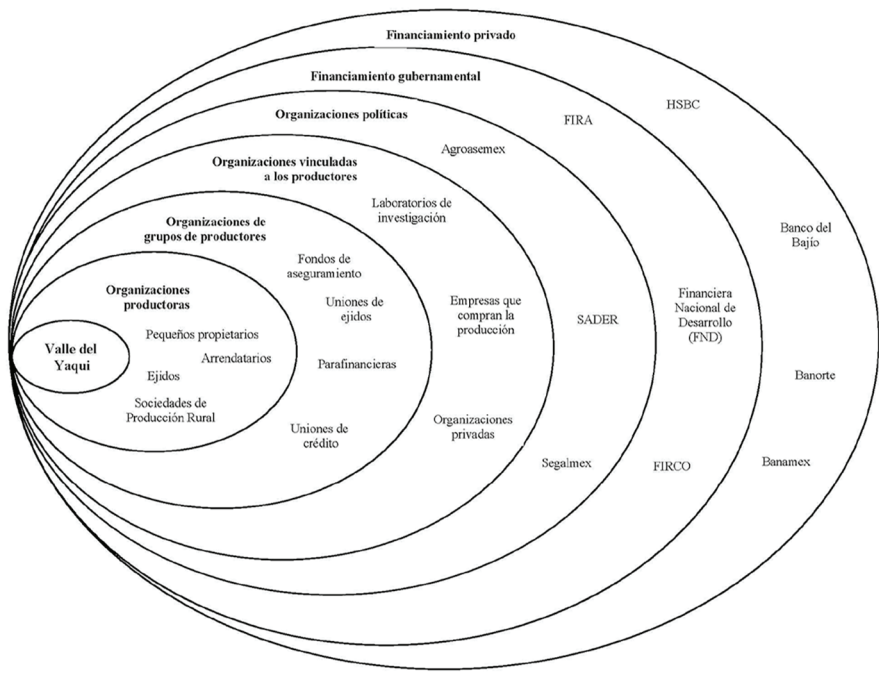 Financiamiento privado
Financiamiento gubernamental
Organizaciones políticas
Organizaciones vinculadas
a los productores
Organizaciones de
grupos de productores
Organizaciones
productoras
Valle del
Yaqui
Pequeños propietarios
Arrendatarios
Ejidos
Sociedades de
Producción Rural
Fondos de
aseguramiento
Uniones de
ejidos
Parafinancieras
Uniones de
crédito
Laboratorios de
investigación
Empresas que
compran la
producción
Organizaciones
privadas
Agroasemex
SADER
Segalmex
FIRA
Financiera
Nacional de
Desarrollo
(FND)
FIRCO
HSBC
Banco del
Bajío
Banorte
Banamex